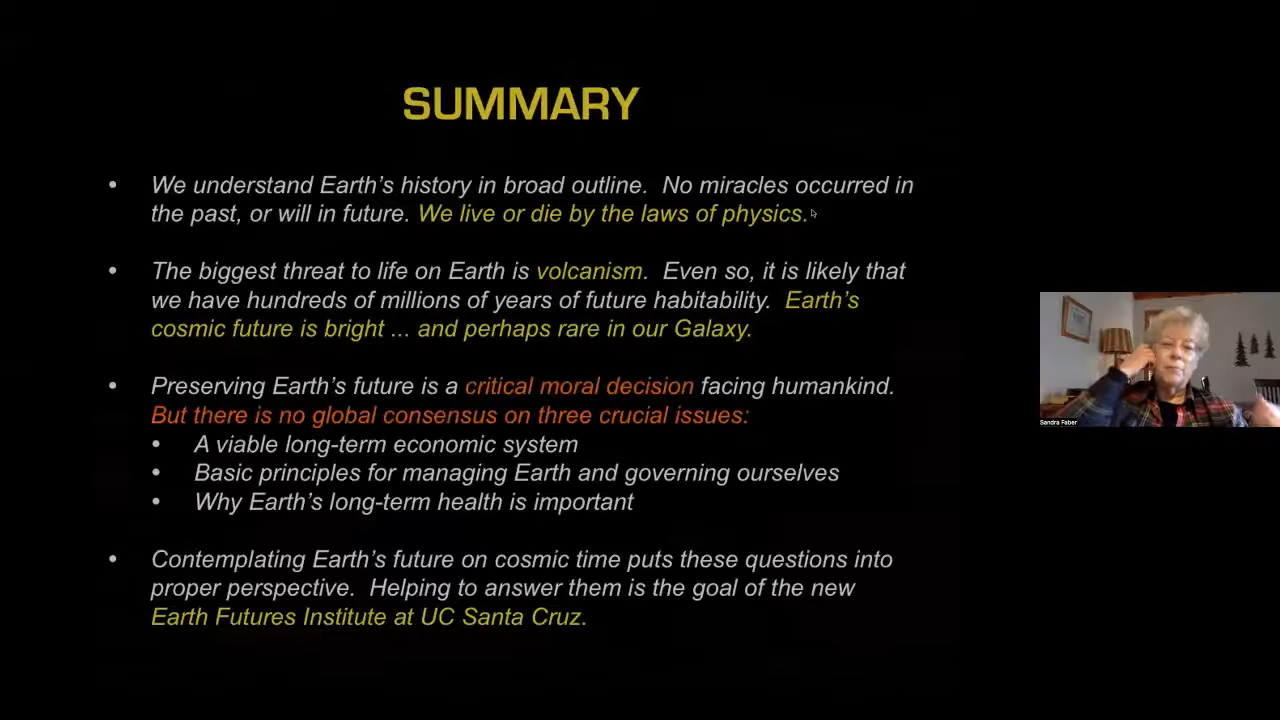 SUMMARY
• We understand Earth's history in broad outline.  No miracles occurred in
the past, or will in future. We live or die by the laws of physics.
• The biggest threat to life on Earth is volcanism.  Even so, it is likely that
we have hundreds of millions of years of future habitability.  Earth's
cosmic future is bright ... and perhaps rare in our Galaxy.
• Preserving Earth's future is a critical moral decision facing humankind.
But there is no global consensus on three crucial issues:
• A viable long-term economic system
• Basic principles for managing Earth and governing ourselves
• Why Earth's long-term health is important
• Contemplating Earth's future on cosmic time puts these questions into
proper perspective.  Helping to answer them is the goal of the new
Earth Futures Institute at UC Santa Cruz.
Sandra Faber